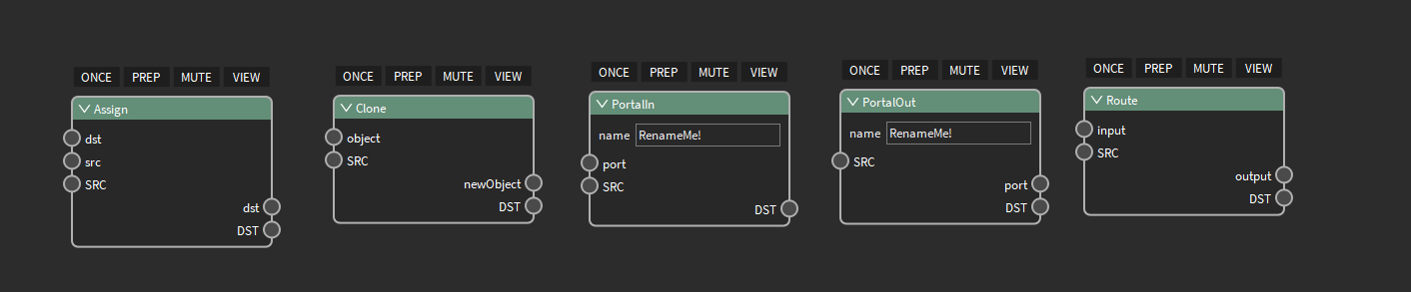 ONCE PREP MUTE VIEW
Assign
dst
src
SRC
dst
DST
ONCE PREP MUTE VIEW
Clone
object
SRC
newObject
DST
ONCE PREP MUTE VIEW
PortalIn
name RenameMe!
port
SRC
DST
ONCE PREP MUTE VIEW
PortalOut
name RenameMe!
SRC
port
DST
ONCE PREP MUTE VIEW
Route
input
SRC
output
DST